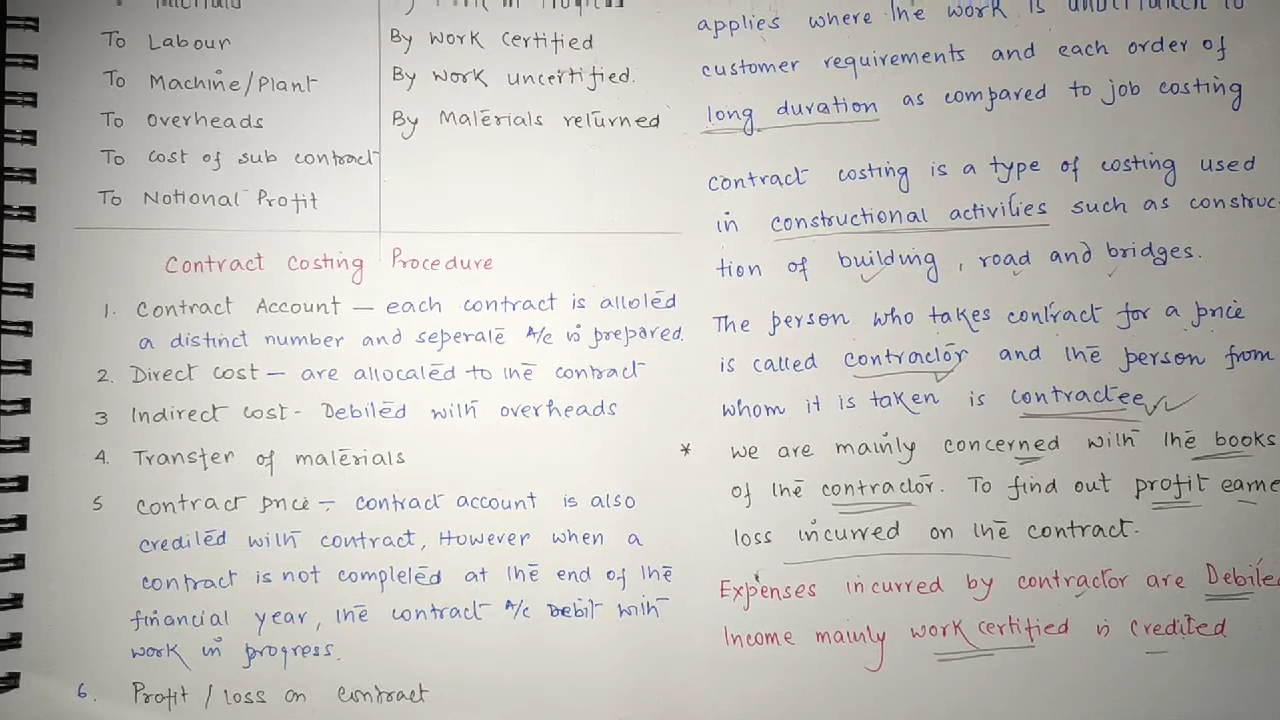 To Labour
To Machine/Plant
To overheads
To cost of sub contract
To Notional Profit
By work certified
By work uncertified.
By Materials returned
Contract Costing Procedure
1. Contract Account — each contract is alloted
a distinct number and seperate A/c is prepared.
2. Direct cost — are allocated to the contract
3 Indirect cost - Debited with overheads
4. Transfer of materials
5 Contract price - contract account is also
credited with contract, However when a
contract is not completed at the end of the
financial year, the contract A/c Debit with
work in progress.
6. Profit / loss on contract
applies where the work is
customer requirements and each order of
long duration as compared to job costing
contract costing is a type of costing used
in constructional activities such as construc-
tion of building, road and bridges.
The person who takes contract for a price
is called contractor and the person from
whom it is taken is contractee
* we are mainly concerned with the books
of the contractor. To find out profit earne
loss incurred on the contract.
Expenses incurred by contractor are Debited
Income mainly work certified is credited